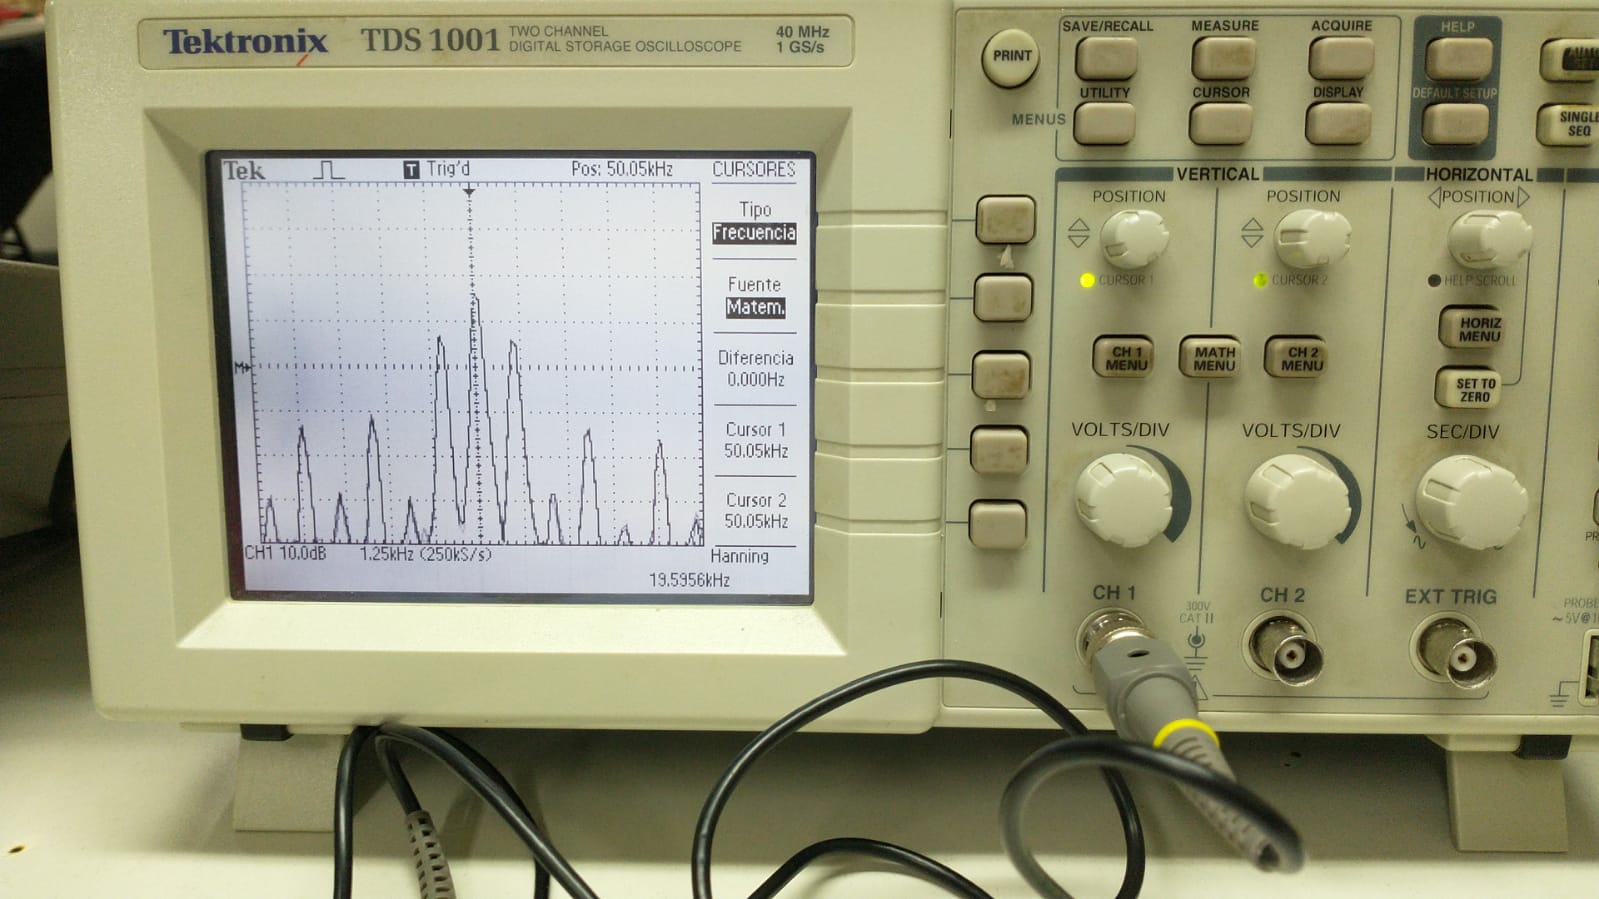 Tektronix TDS 1001 TWO CHANNEL
DIGITAL STORAGE OSCILLOSCOPE
40 MHz
1 GS/s
Tek
T Trig'd
Pos: 50.05kHz
CURSORES
Tipo
Frecuencia
Fuente
Matem.
Diferencia
0.000Hz
Cursor 1
50.05kHz
Cursor 2
50.05kHz
M
CH1 10.0dB
1.25kHz (250kS/s)
Hanning
19.5956kHz
PRINT
SAVE/RECALL
MEASURE
ACQUIRE
HELP
UTILITY
CURSOR
DISPLAY
DEFAULT SETUP
MENUS
SINGLE
SEQ
VERTICAL
HORIZONTAL
POSITION
POSITION
POSITION
CURSOR 1
CURSOR 2
HELP SCROLL
CH 1
MENU
MATH
MENU
CH 2
MENU
HORIZ
MENU
SET TO
ZERO
VOLTS/DIV
VOLTS/DIV
SEC/DIV
CH 1
300V
CAT II
CH 2
EXT TRIG